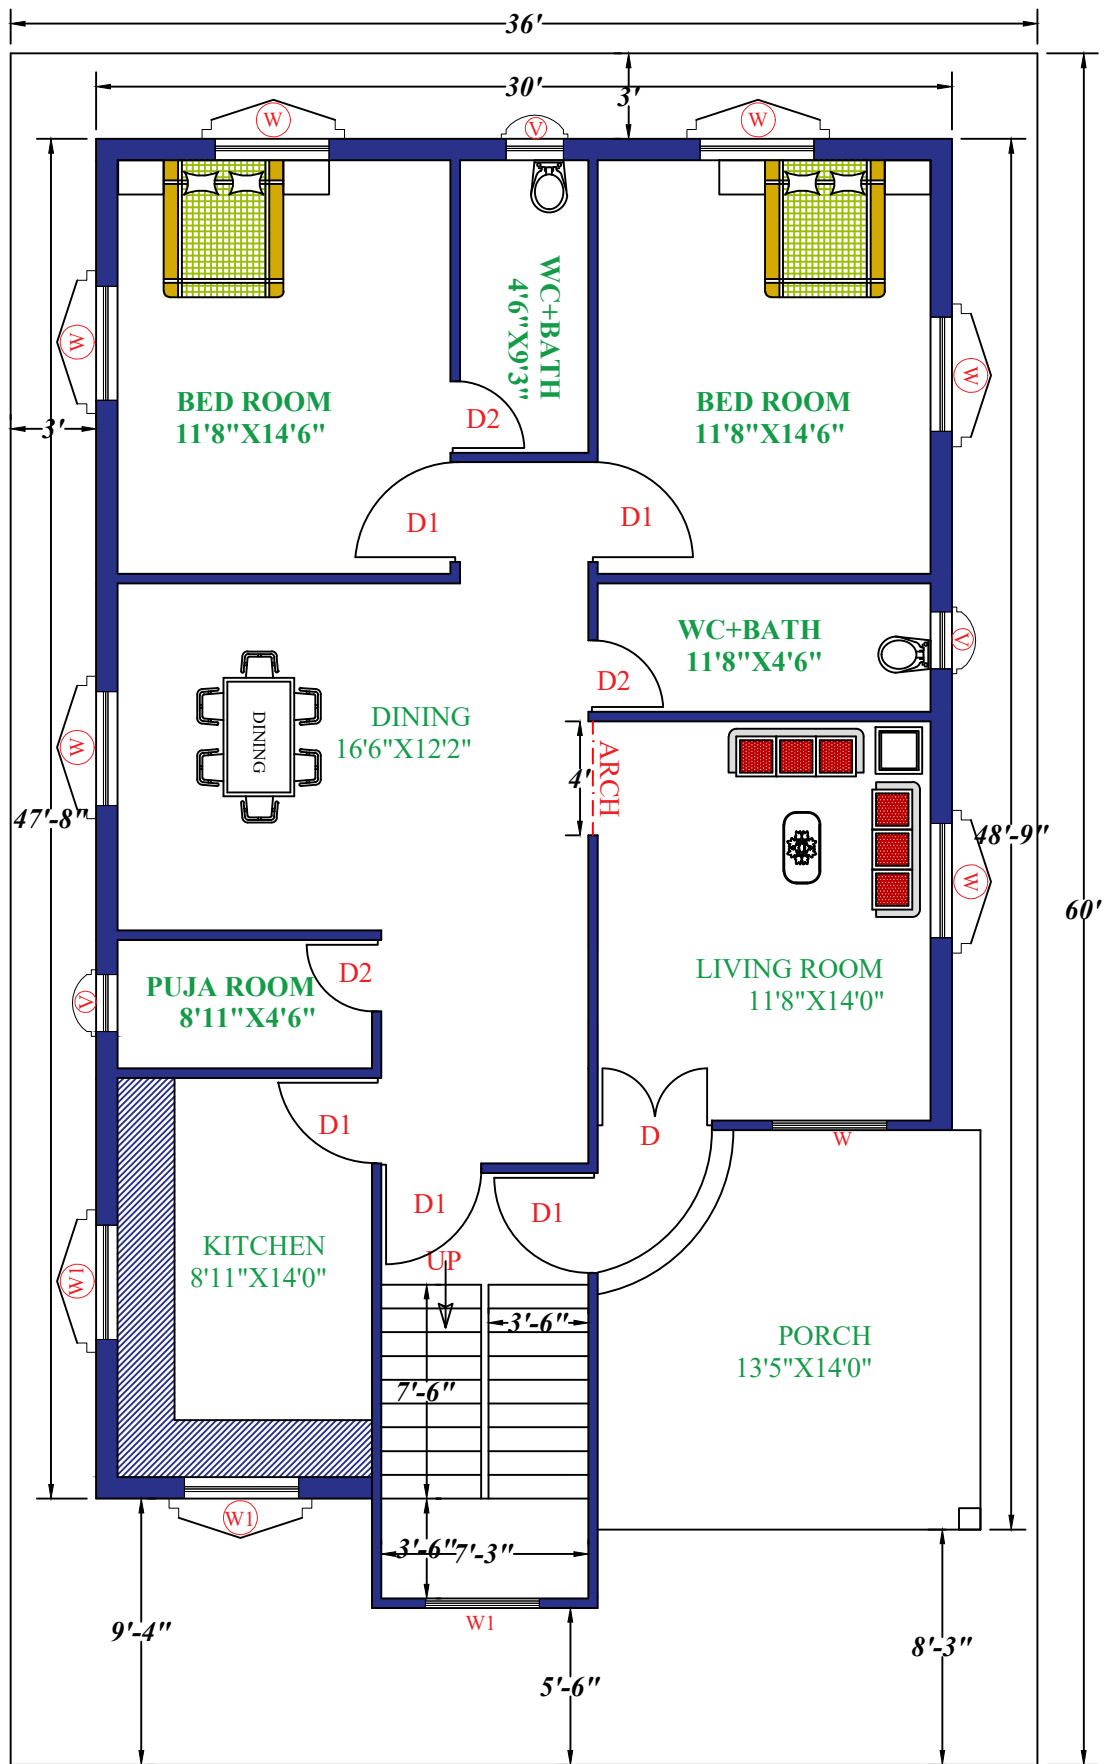 36'
30'
3'
W
V
W
W
WC+BATH
4'6"X9'3"
W
BED ROOM
11'8"X14'6"
D2
BED ROOM
11'8"X14'6"
3'
D1
D1
WC+BATH
11'8"X4'6"
V
D2
DINING
16'6"X12'2"
DINING
W
ARCH
4'
47'-8"
48'-9"
W
60'
LIVING ROOM
11'8"X14'0"
PUJA ROOM
8'11"X4'6"
D2
V
D1
D
W
D1
D1
UP
KITCHEN
8'11"X14'0"
W1
3'-6"
PORCH
13'5"X14'0"
7'-6"
W1
3'-6"
7'-3"
W1
9'-4"
8'-3"
5'-6"